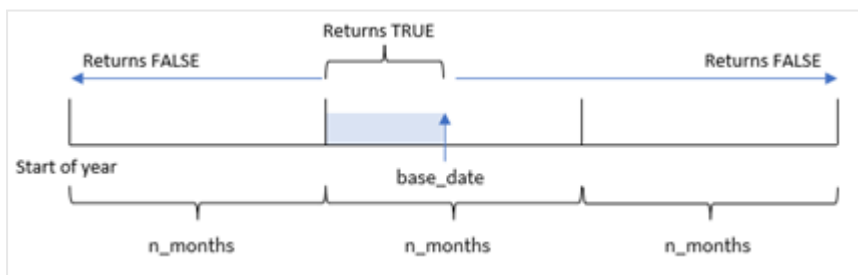 Returns TRUE
Returns FALSE
Returns FALSE
Start of year
base_date
n_months
n_months
n_months